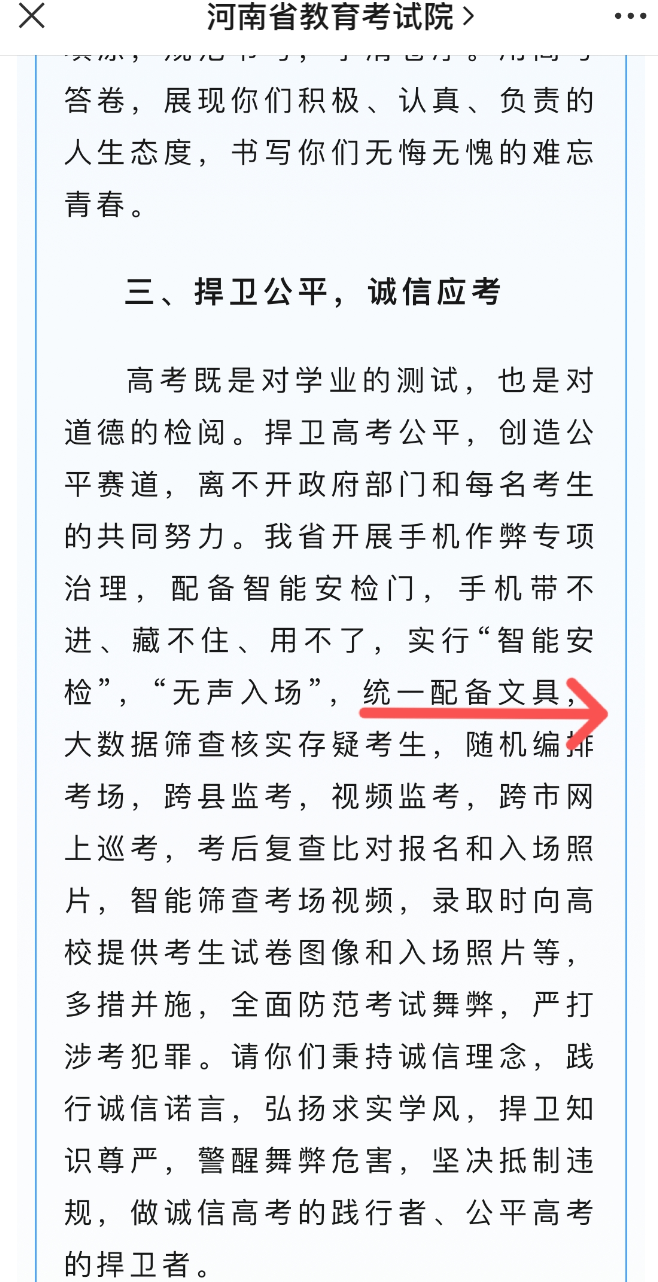 河南省教育考试院
答卷，展现你们积极、认真、负责的
人生态度，书写你们无悔无愧的难忘
青春。
三、捍卫公平，诚信应考
高考既是对学业的测试，也是对
道德的检阅。捍卫高考公平，创造公
平赛道，离不开政府部门和每名考生
的共同努力。我省开展手机作弊专项
治理，配备智能安检门，手机带不
进、藏不住、用不了，实行“智能安
检”，“无声入场”，统一配备文具，
大数据筛查核实存疑考生，随机编排
考场，跨县监考，视频监考，跨市网
上巡考，考后复查比对报名和入场照
片，智能筛查考场视频，录取时向高
校提供考生试卷图像和入场照片等，
多措并施，全面防范考试舞弊，严打
涉考犯罪。请你们秉持诚信理念，践
行诚信诺言，弘扬求实学风，捍卫知
识尊严，警醒舞弊危害，坚决抵制违
规，做诚信高考的践行者、公平高考
的捍卫者。